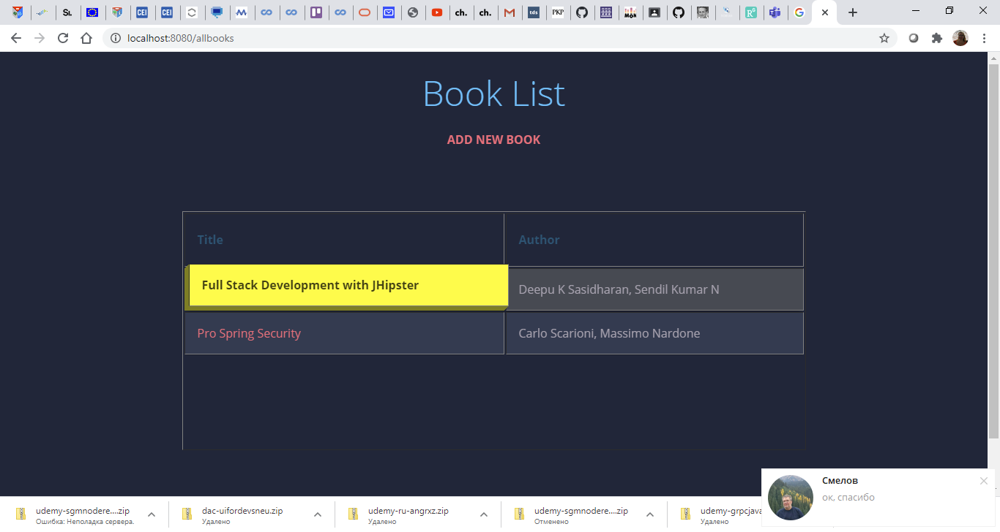 Sı.
CEI
CEI
ch.
ch.
tds
PKP
localhost:8080/allbooks
Book List
ADD NEW BOOK
Title
Author
Full Stack Development with JHipster
Deepu K Sasidharan, Sendil Kumar N
Pro Spring Security
Carlo Scarioni, Massimo Nardone
Смелов
ок, спасибо
udemy-sgmnodere....zip
Ошибка: Неполадка сервера.
dac-uifordevsneu.zip
Удалено
udemy-ru-angrxz.zip
Удалено
udemy-sgmnodere....zip
Отменено
udemy-grpcjava
Удалено